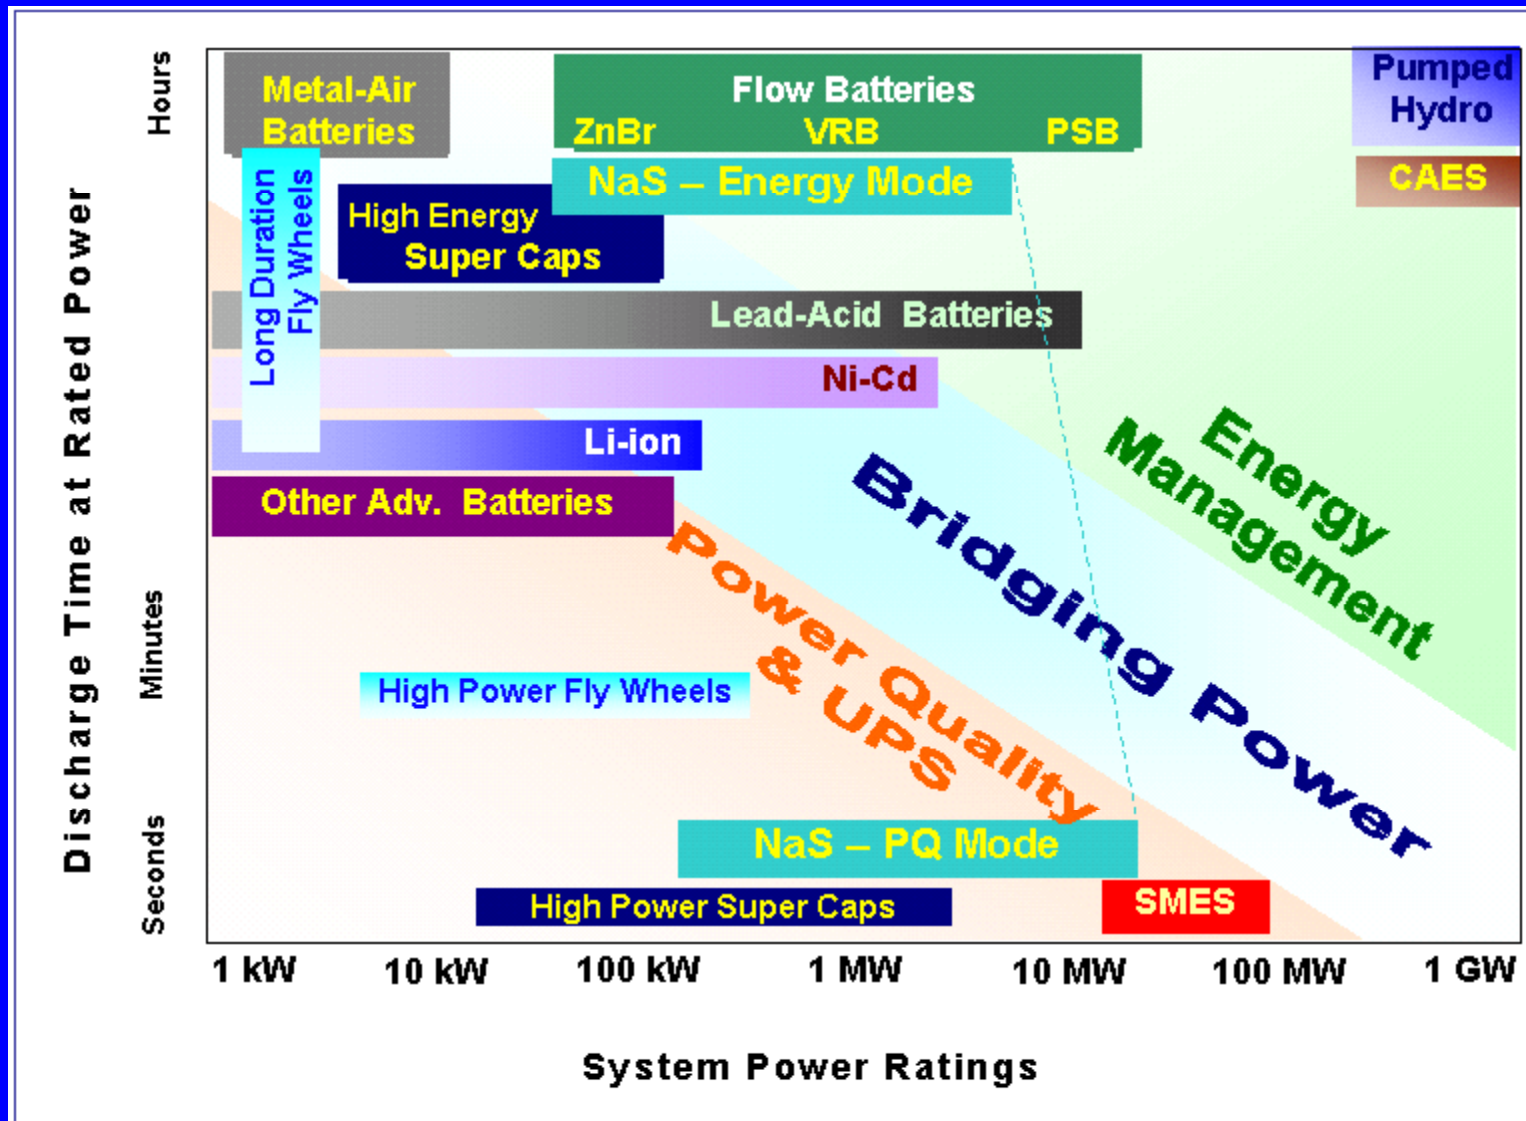 Hours
Metal-Air
Batteries
Flow Batteries
ZnBr VRB PSB
Pumped
Hydro
CAES
NaS – Energy Mode
High Energy
Super Caps
Long Duration
Fly Wheels
Lead-Acid Batteries
Ni-Cd
Li-ion
Other Adv. Batteries
Energy
Management
Bridging Power
Power Quality
& UPS
Discharge Time at Rated Power
Minutes
High Power Fly Wheels
NaS – PQ Mode
Seconds
High Power Super Caps
SMES
1 kW 10 kW 100 kW 1 MW 10 MW 100 MW 1 GW
System Power Ratings